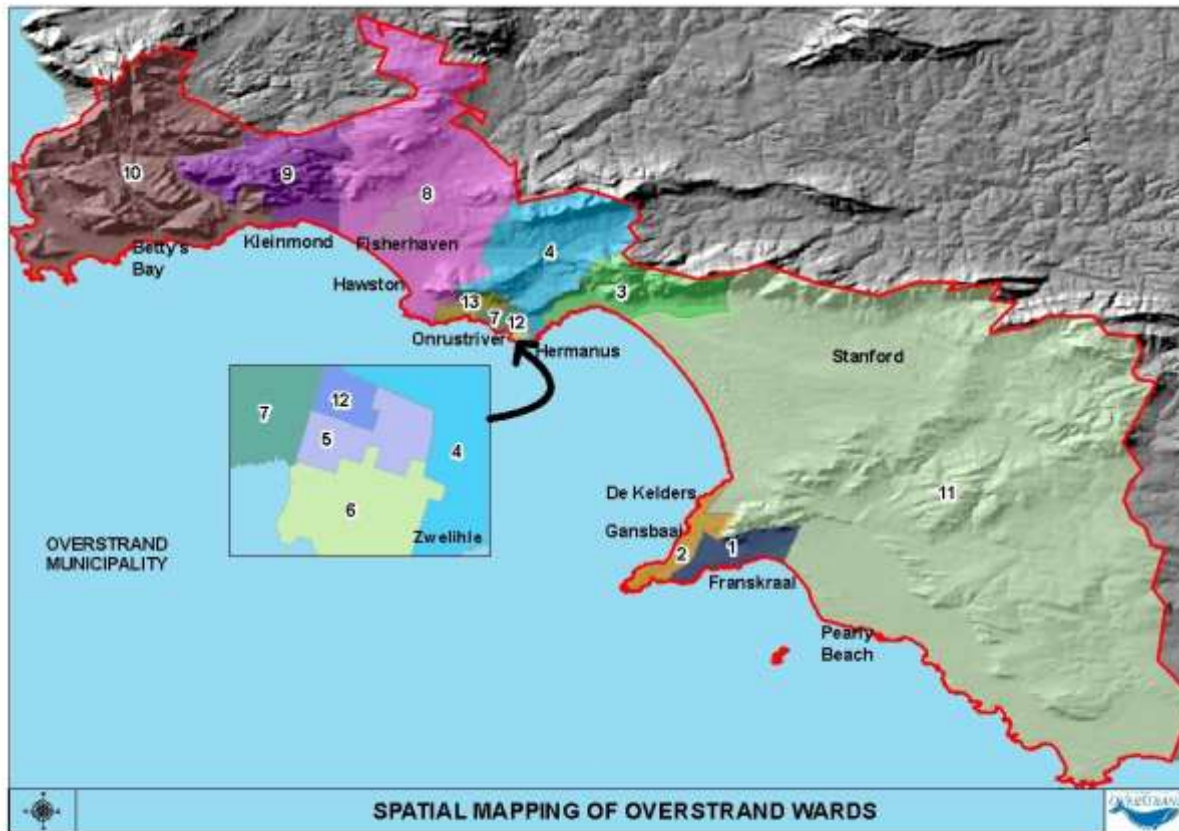 10
9
8
Betty's
Bay
Kleinmond
Fisherhaven
4
Hawston
3
13
7
12
Onrustriver
Hermanus
Stanford
7
12
5
4
6
Zwelihle
OVERSTRAND
MUNICIPALITY
De Kelders
11
Gansbaai
2
1
Franskraal
Pearly
Beach
SPATIAL MAPPING OF OVERSTRAND WARDS
OVERSTRAND